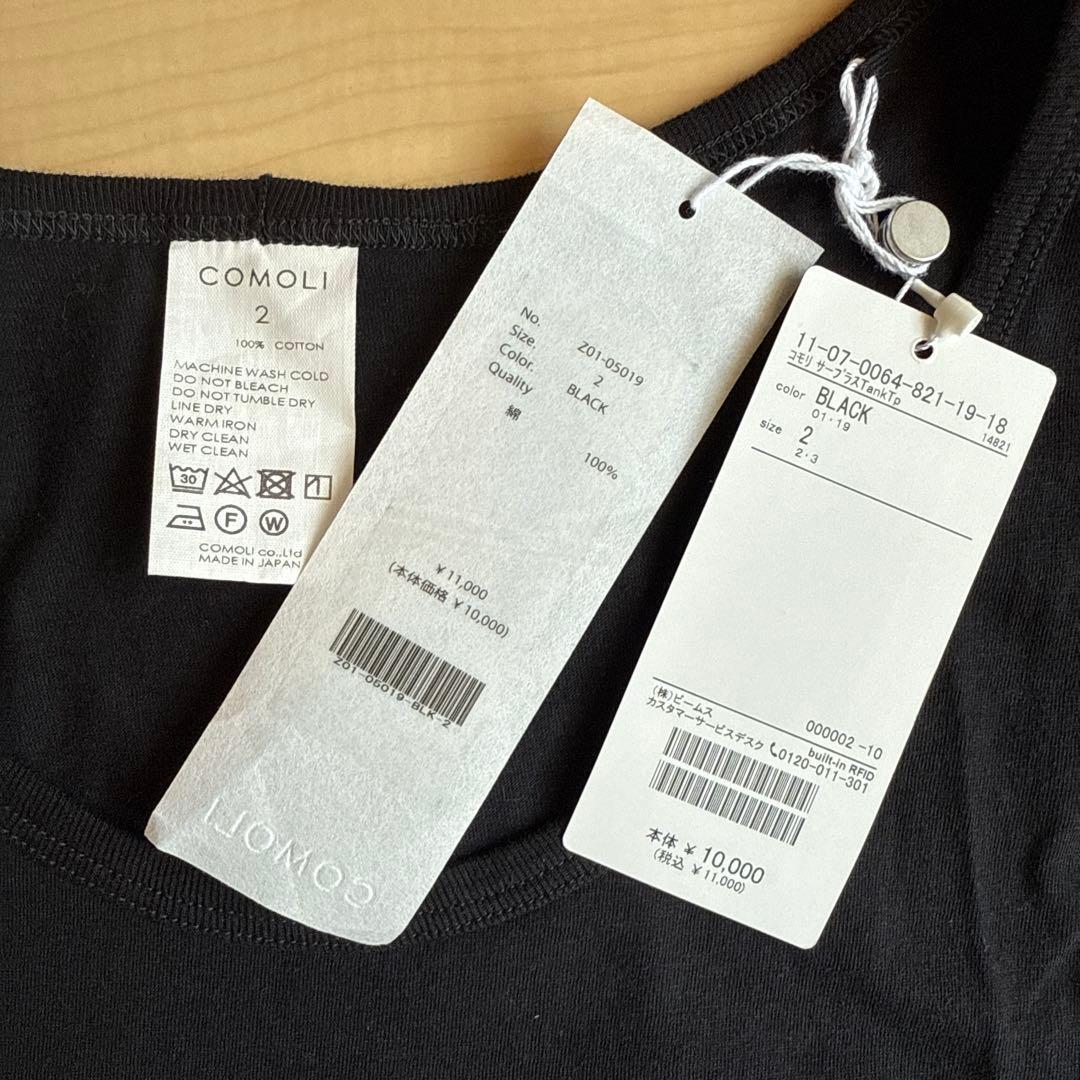 COMOLI
2
100% COTTON
MACHINE WASH COLD
DO NOT BLEACH
DO NOT TUMBLE DRY
LINE DRY
WARM IRON
DRY CLEAN
WET CLEAN
30
F
W
COMOLI co.,Ltd
MADE IN JAPAN
No. Z01-05019
Size. 2
Color. BLACK
Quality
綿 100%
¥11,000
(本体価格 ¥10,000)
Z01-05019-BLK-2
COMOLI
11-07-0064-821-19-18
コモリ サープラスTankTp
14821
color BLACK
01・19
size 2
2・3
000002 -10
(株)ビームス built-in RFID
カスタマーサービスデスク 0120-011-301
本体 ¥10,000
(税込 ¥11,000)